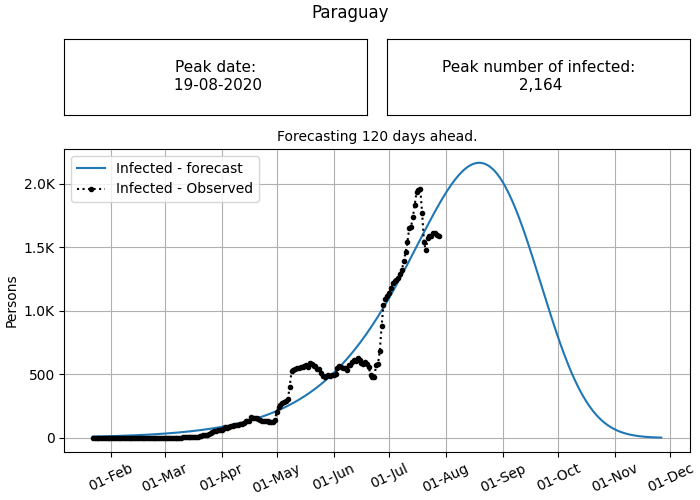 Paraguay
Peak date:
19-08-2020
Peak number of infected:
2,164
Forecasting 120 days ahead.
Infected - forecast
Infected - Observed
Persons
2.0K
1.5K
1.0K
500
0
01-Feb
01-Mar
01-Apr
01-May
01-Jun
01-Jul
01-Aug
01-Sep
01-Oct
01-Nov
01-Dec